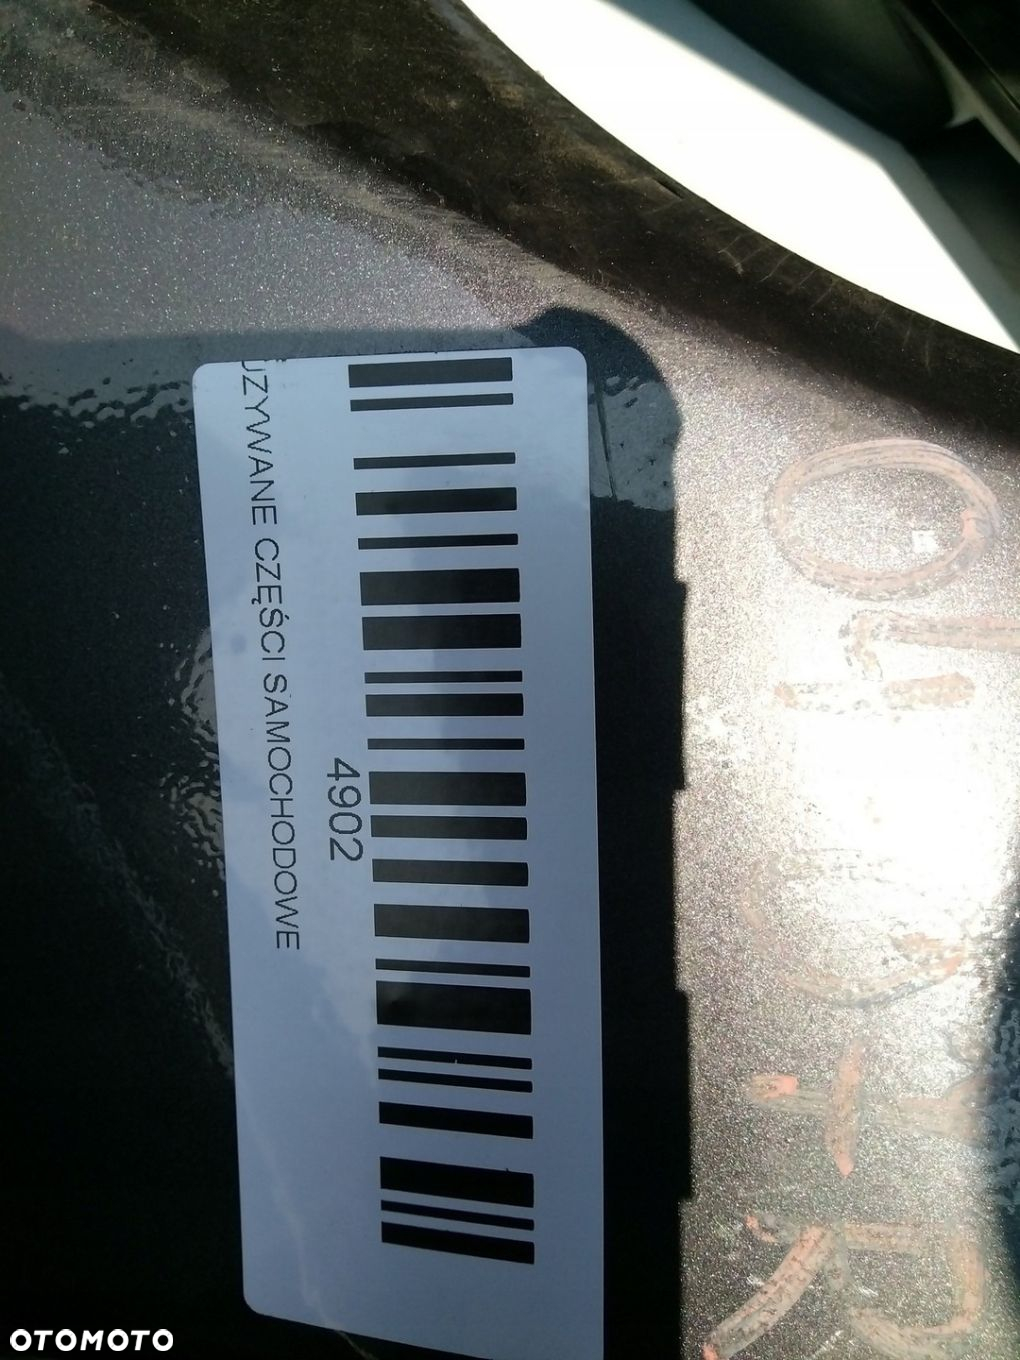 4902
UŻYWANE CZĘŚCI SAMOCHODOWE
OTOMOTO